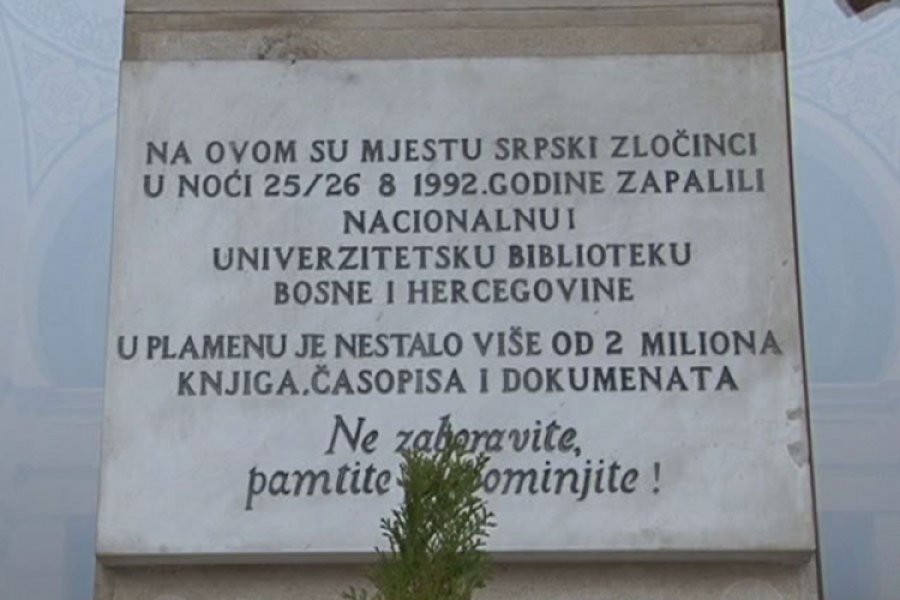 NA OVOM SU MJESTU SRPSKI ZLOČINCI
U NOĆI 25/26 8 1992.GODINE ZAPALILI
NACIONALNU I
UNIVERZITETSKU BIBLIOTEKU
BOSNE I HERCEGOVINE
U PLAMENU JE NESTALO VIŠE OD 2 MILIONA
KNJIGA.ČASOPISA I DOKUMENATA
Ne zaboravite,
pamtite